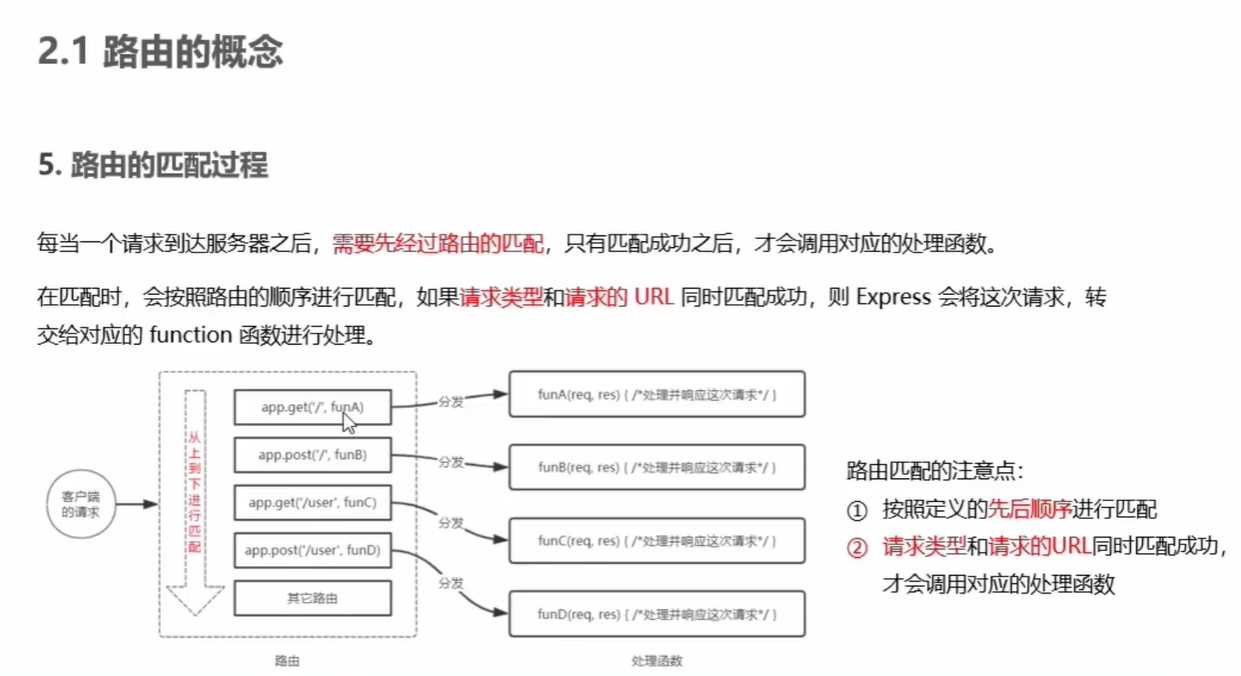 2.1 路由的概念
5. 路由的匹配过程
每当一个请求到达服务器之后，需要先经过路由的匹配，只有匹配成功之后，才会调用对应的处理函数。
在匹配时，会按照路由的顺序进行匹配，如果请求类型和请求的 URL 同时匹配成功，则 Express 会将这次请求，转
交给对应的 function 函数进行处理。
客户端
的请求
从上到下进行匹配
app.get('/', funA)
app.post('/', funB)
app.get('/user', funC)
app.post('/user', funD)
其它路由
路由
分发
分发
分发
分发
funA(req, res) { /*处理并响应这次请求*/ }
funB(req, res) { /*处理并响应这次请求*/ }
funC(req, res) { /*处理并响应这次请求*/ }
funD(req, res) { /*处理并响应这次请求*/ }
处理函数
路由匹配的注意点：
① 按照定义的先后顺序进行匹配
② 请求类型和请求的URL同时匹配成功，
才会调用对应的处理函数